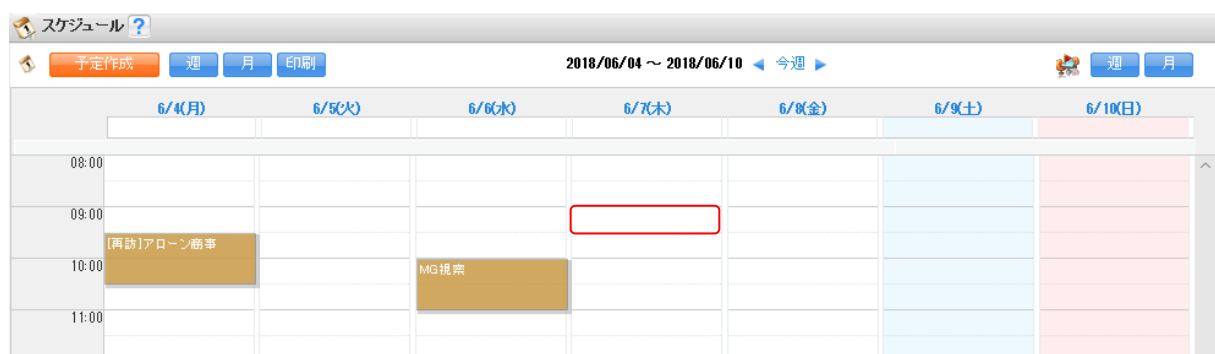 スケジュール ?
予定作成 週 月 印刷 2018/06/04 ～ 2018/06/10 今週 週 月
6/4(月) 6/5(火) 6/6(水) 6/7(木) 6/8(金) 6/9(土) 6/10(日)
08:00
09:00
[再訪]アローン商事
10:00
MG視察
11:00